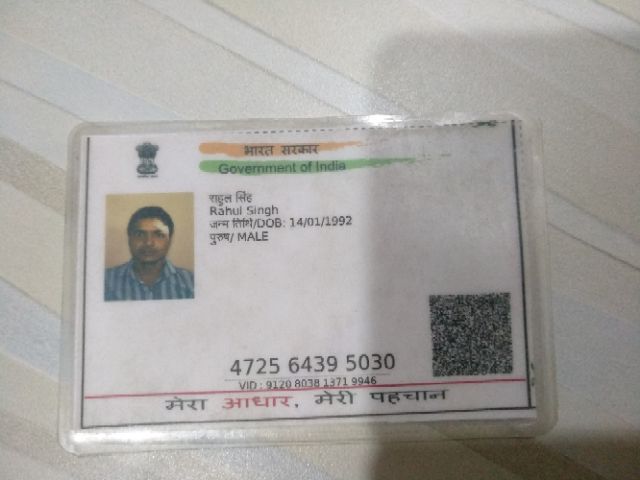 भारत सरकार
Government of India
राहुल सिंह
Rahul Singh
जन्म तिथि/DOB: 14/01/1992
पुरुष/ MALE
4725 6439 5030
VID : 9120 8038 1371 9946
मेरा आधार, मेरी पहचान